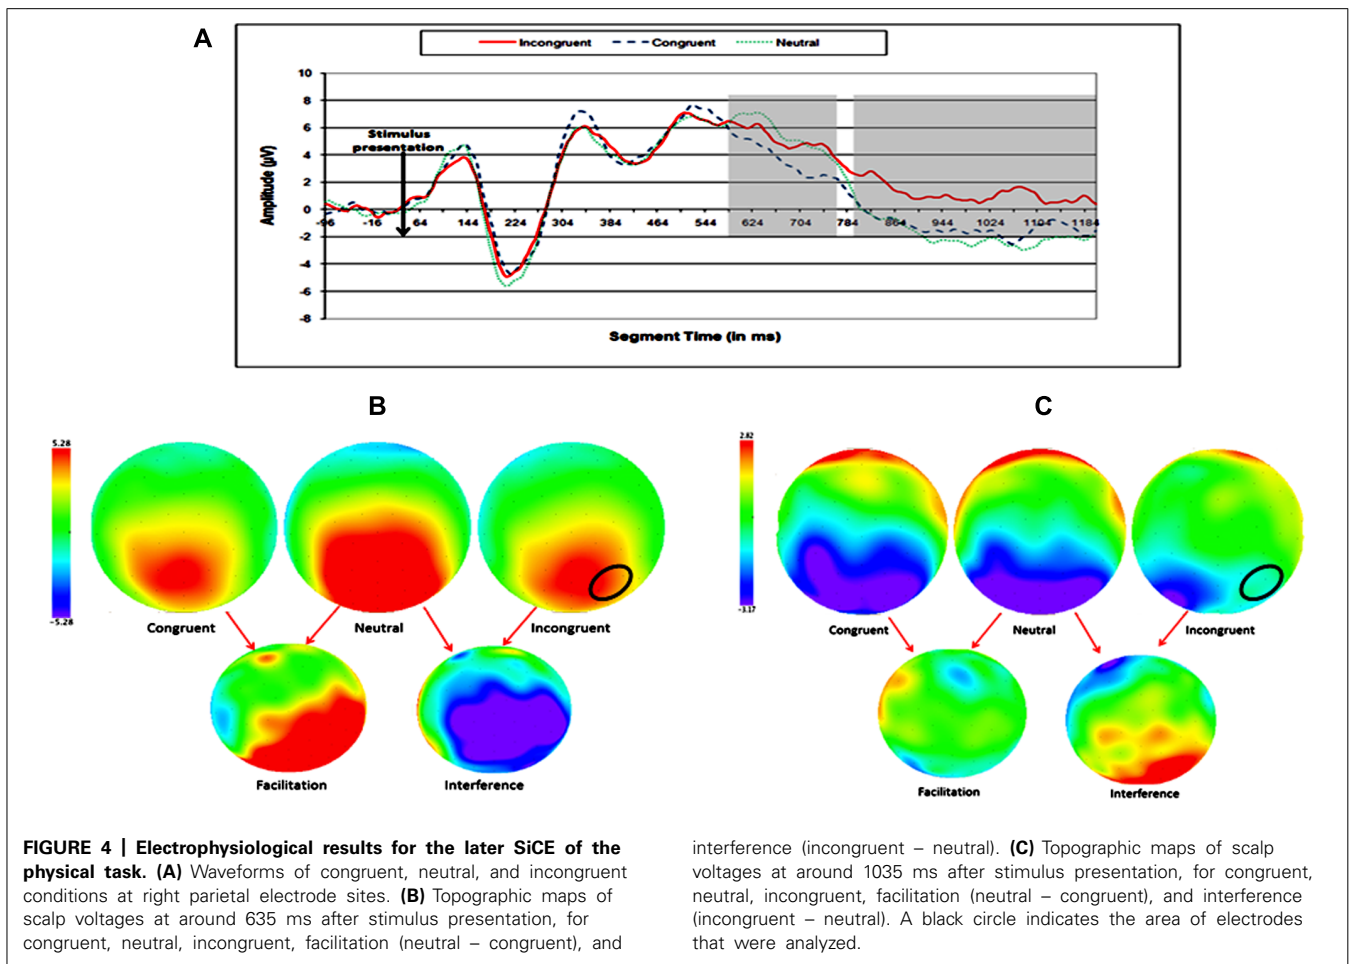 A
Incongruent Congruent Neutral
10
8
6
4
2
0
-2
-4
-6
-8
Amplitude (µV)
Stimulus
presentation
-96 -16 64 144 224 304 384 464 544 624 704 784 864 944 1024 1104 1184
Segment Time (in ms)
B
5.28
-5.28
Congruent Neutral Incongruent
Facilitation Interference
C
2.82
-3.17
Congruent Neutral Incongruent
Facilitation Interference
FIGURE 4 | Electrophysiological results for the later SiCE of the
physical task. (A) Waveforms of congruent, neutral, and incongruent
conditions at right parietal electrode sites. (B) Topographic maps of
scalp voltages at around 635 ms after stimulus presentation, for
congruent, neutral, incongruent, facilitation (neutral – congruent), and
interference (incongruent – neutral). (C) Topographic maps of scalp
voltages at around 1035 ms after stimulus presentation, for congruent,
neutral, incongruent, facilitation (neutral – congruent), and interference
(incongruent – neutral). A black circle indicates the area of electrodes
that were analyzed.